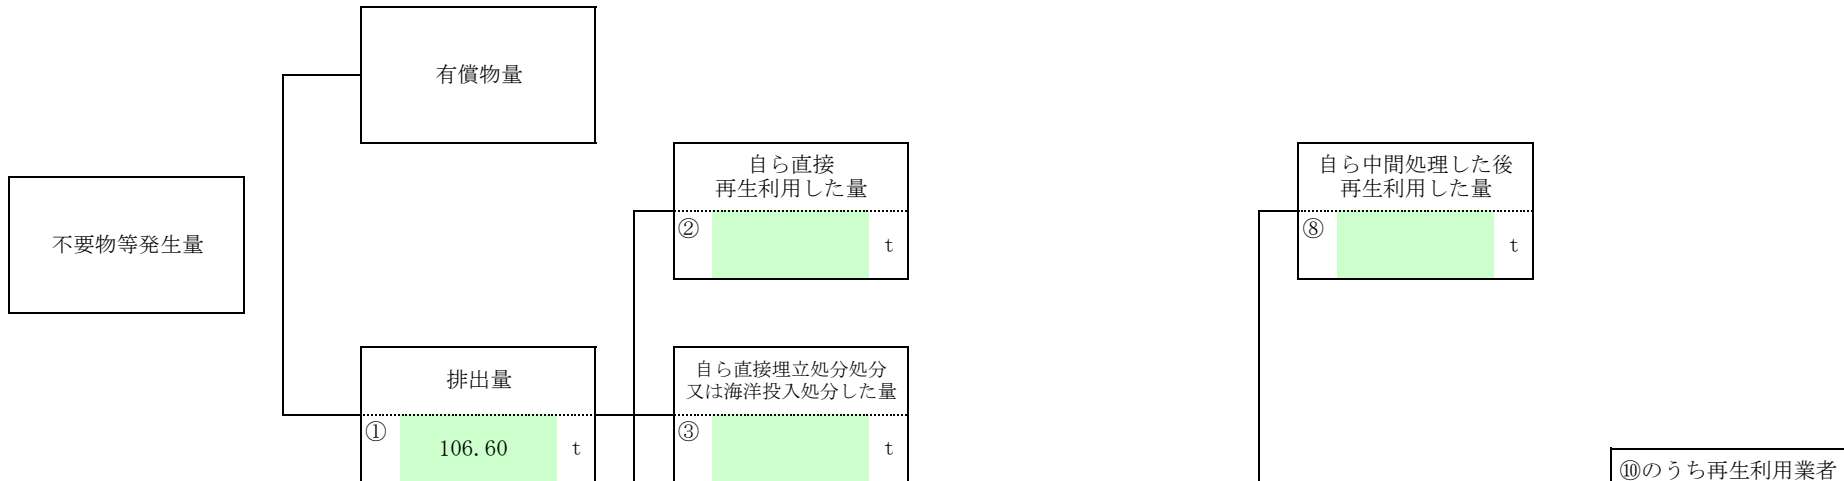 有償物量
自ら直接
再生利用した量
② t
自ら中間処理した後
再生利用した量
⑧ t
不要物等発生量
排出量
① 106.60 t
自ら直接埋立処分処分
又は海洋投入処分した量
③ t
⑩のうち再生利用業者